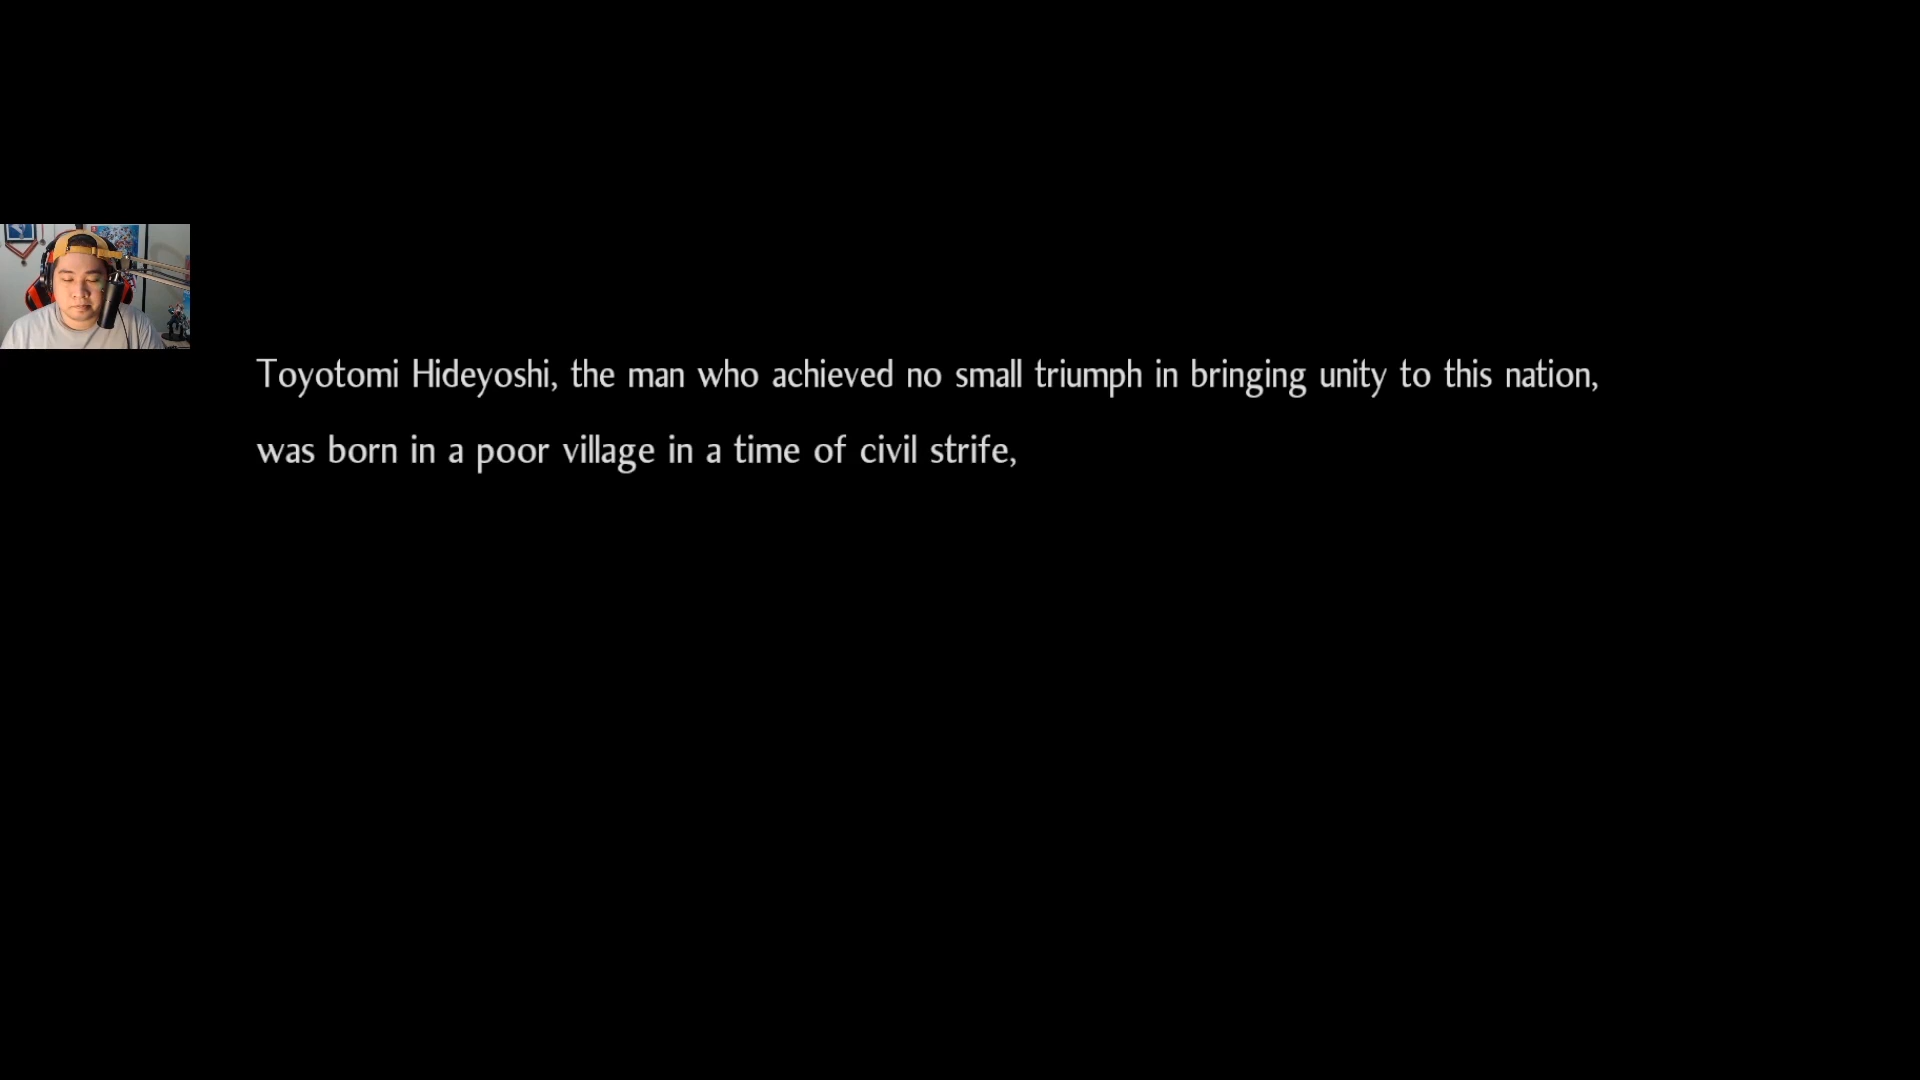 Toyotomi Hideyoshi, the man who achieved no small triumph in bringing unity to this nation,
was born in a poor village in a time of civil strife,